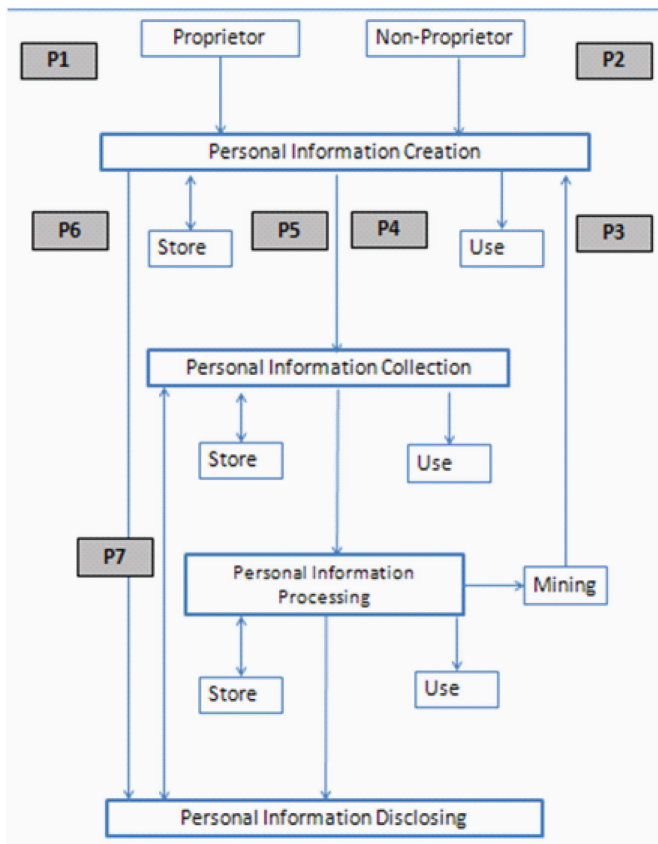 Proprietor
Non-Proprietor
P1
P2
Personal Information Creation
P6
Store
P5
P4
Use
P3
Personal Information Collection
Store
Use
P7
Personal Information
Processing
Mining
Store
Use
Personal Information Disclosing